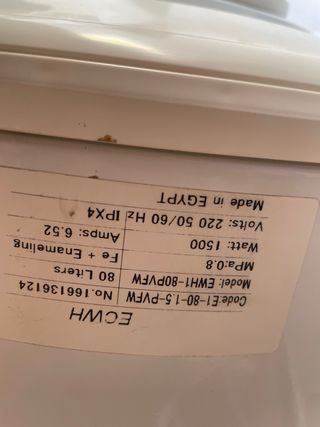 ECWH
Code:E1-80-1.5-PVFW No.166136124
Model: EWH1-80PVFW 80 Liters
MPa:0.8 Fe + Enameling
Watt: 1500 Amps: 6.52
Volts: 220 50/60 Hz IPX4
Made in EGYPT